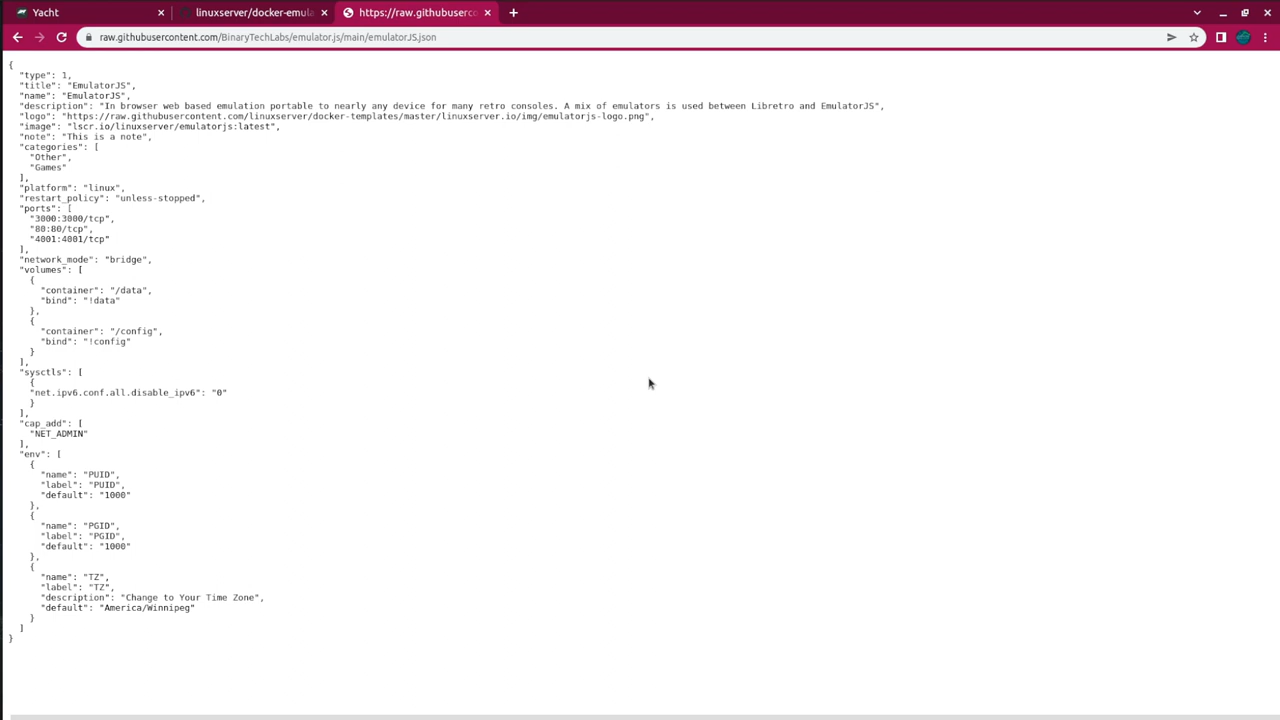 Yacht
linuxserver/docker-emula
https://raw.githubuserco
raw.githubusercontent.com/BinaryTechLabs/emulator.js/main/emulatorJS.json
{
"type": 1,
"title": "EmulatorJS",
"name": "EmulatorJS",
"description": "In browser web based emulation portable to nearly any device for many retro consoles. A mix of emulators is used between Libretro and EmulatorJS",
"logo": "https://raw.githubusercontent.com/linuxserver/docker-templates/master/linuxserver.io/img/emulatorjs-logo.png",
"image": "lscr.io/linuxserver/emulatorjs:latest",
"note": "This is a note",
"categories": [
"Other",
"Games"
],
"platform": "linux",
"restart_policy": "unless-stopped",
"ports": [
"3000:3000/tcp",
"80:80/tcp",
"4001:4001/tcp"
],
"network_mode": "bridge",
"volumes": [
{
"container": "/data",
"bind": "!data"
},
{
"container": "/config",
"bind": "!config"
}
],
"sysctls": [
{
"net.ipv6.conf.all.disable_ipv6": "0"
}
],
"cap_add": [
"NET_ADMIN"
],
"env": [
{
"name": "PUID",
"label": "PUID",
"default": "1000"
},
{
"name": "PGID",
"label": "PGID",
"default": "1000"
},
{
"name": "TZ",
"label": "TZ",
"description": "Change to Your Time Zone",
"default": "America/Winnipeg"
}
]
}